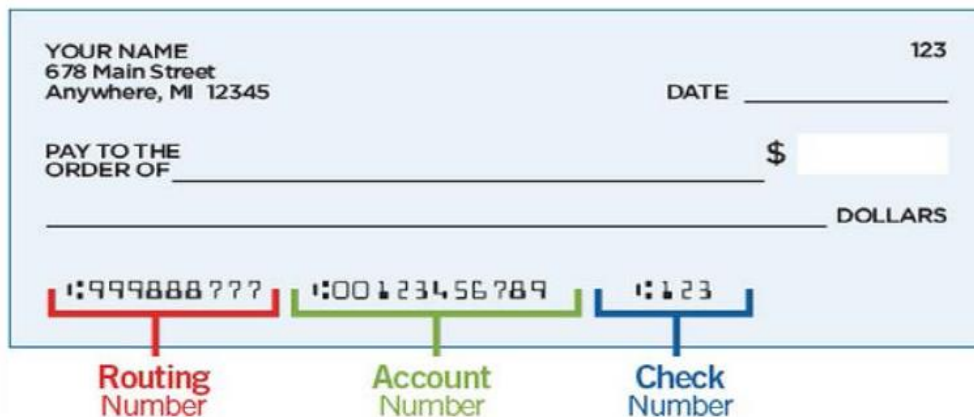 YOUR NAME 123
678 Main Street
Anywhere, MI 12345
DATE
PAY TO THE
ORDER OF $
DOLLARS
⑆999888777 ⑆00123456789 ⑆123
Routing Number
Account Number
Check Number